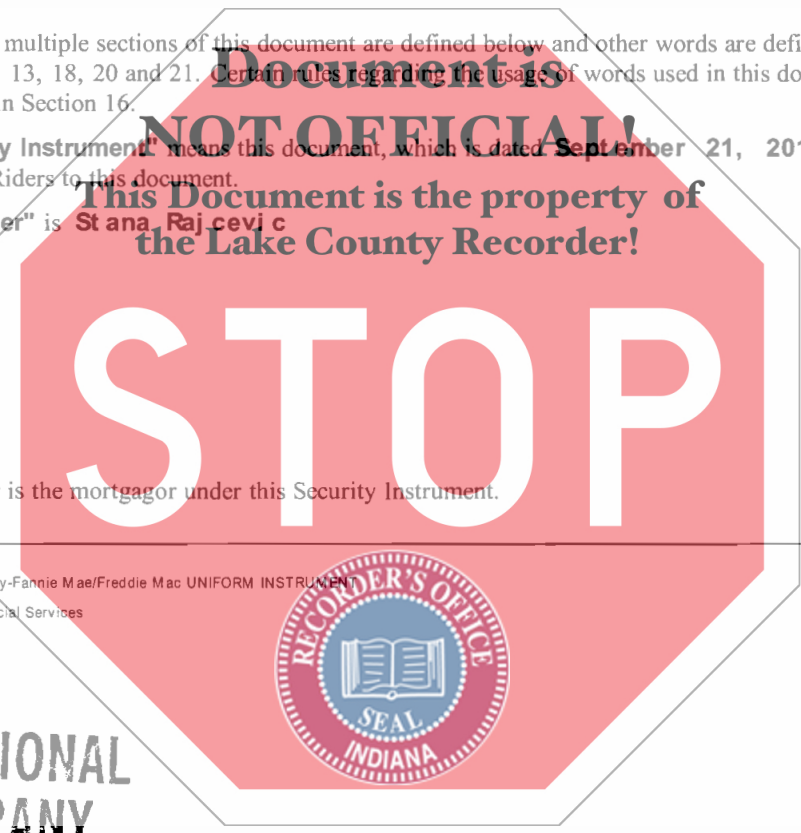 multiple sections of this document are defined below and other words are defi
13, 18, 20 and 21. Certain rules regarding the usage of words used in this do
in Section 16.
Document is
NOT OFFICIAL!
This Document is the property of
the Lake County Recorder!
y Instrument" means this document, which is dated September 21, 201
Riders to this document.
er" is Stana Rajcevic
STOP
is the mortgagor under this Security Instrument.
y-Fannie Mae/Freddie Mac UNIFORM INSTRUMENT
cial Services
RECORDER'S OFFICE
SEAL
INDIANA
IONAL
PANY